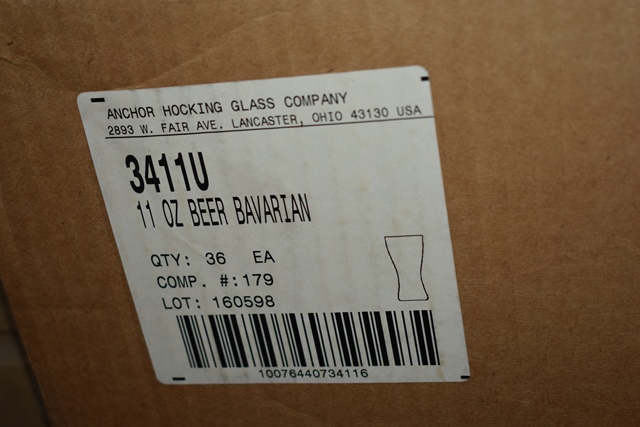 ANCHOR HOCKING GLASS COMPANY
2893 W. FAIR AVE. LANCASTER, OHIO 43130 USA
3411U
11 OZ BEER BAVARIAN
QTY: 36 EA
COMP. #:179
LOT: 160598
10076440734116